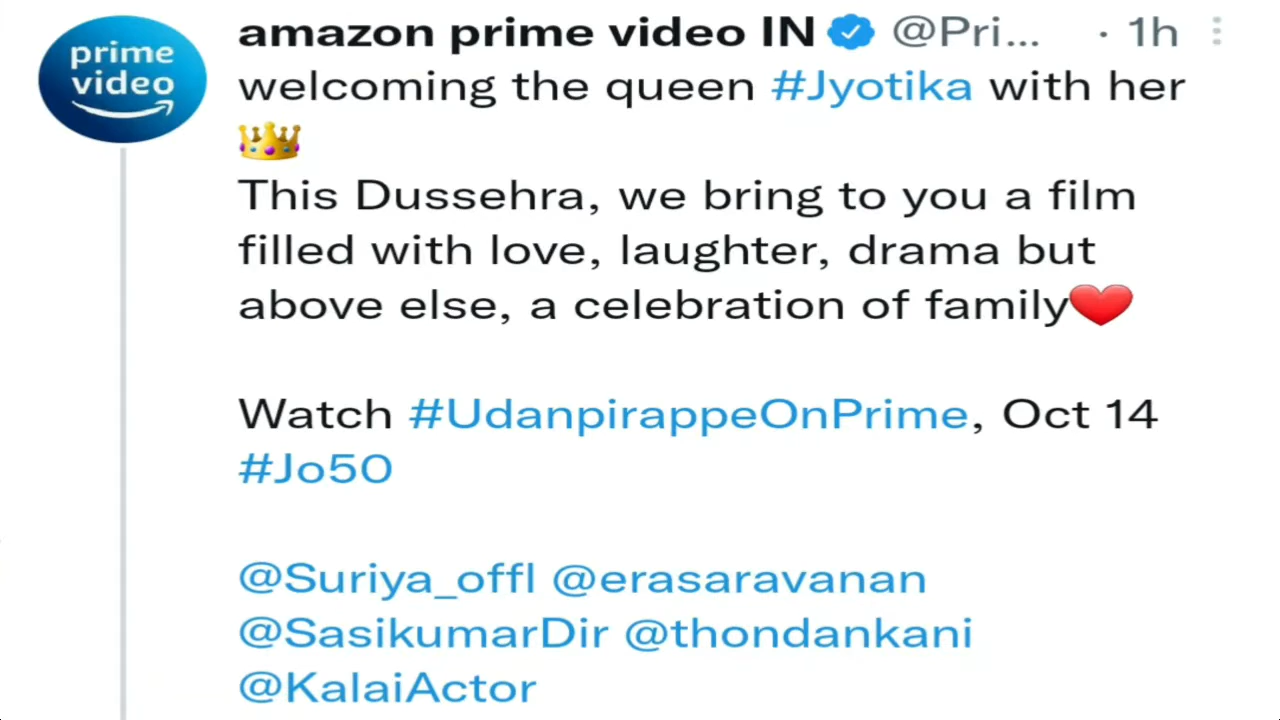 prime
video
amazon prime video IN @Pri... · 1h
welcoming the queen #Jyotika with her
👑
This Dussehra, we bring to you a film
filled with love, laughter, drama but
above else, a celebration of family❤️
Watch #UdanpirappeOnPrime, Oct 14
#Jo50
@Suriya_offl @erasaravanan
@SasikumarDir @thondankani
@KalaiActor